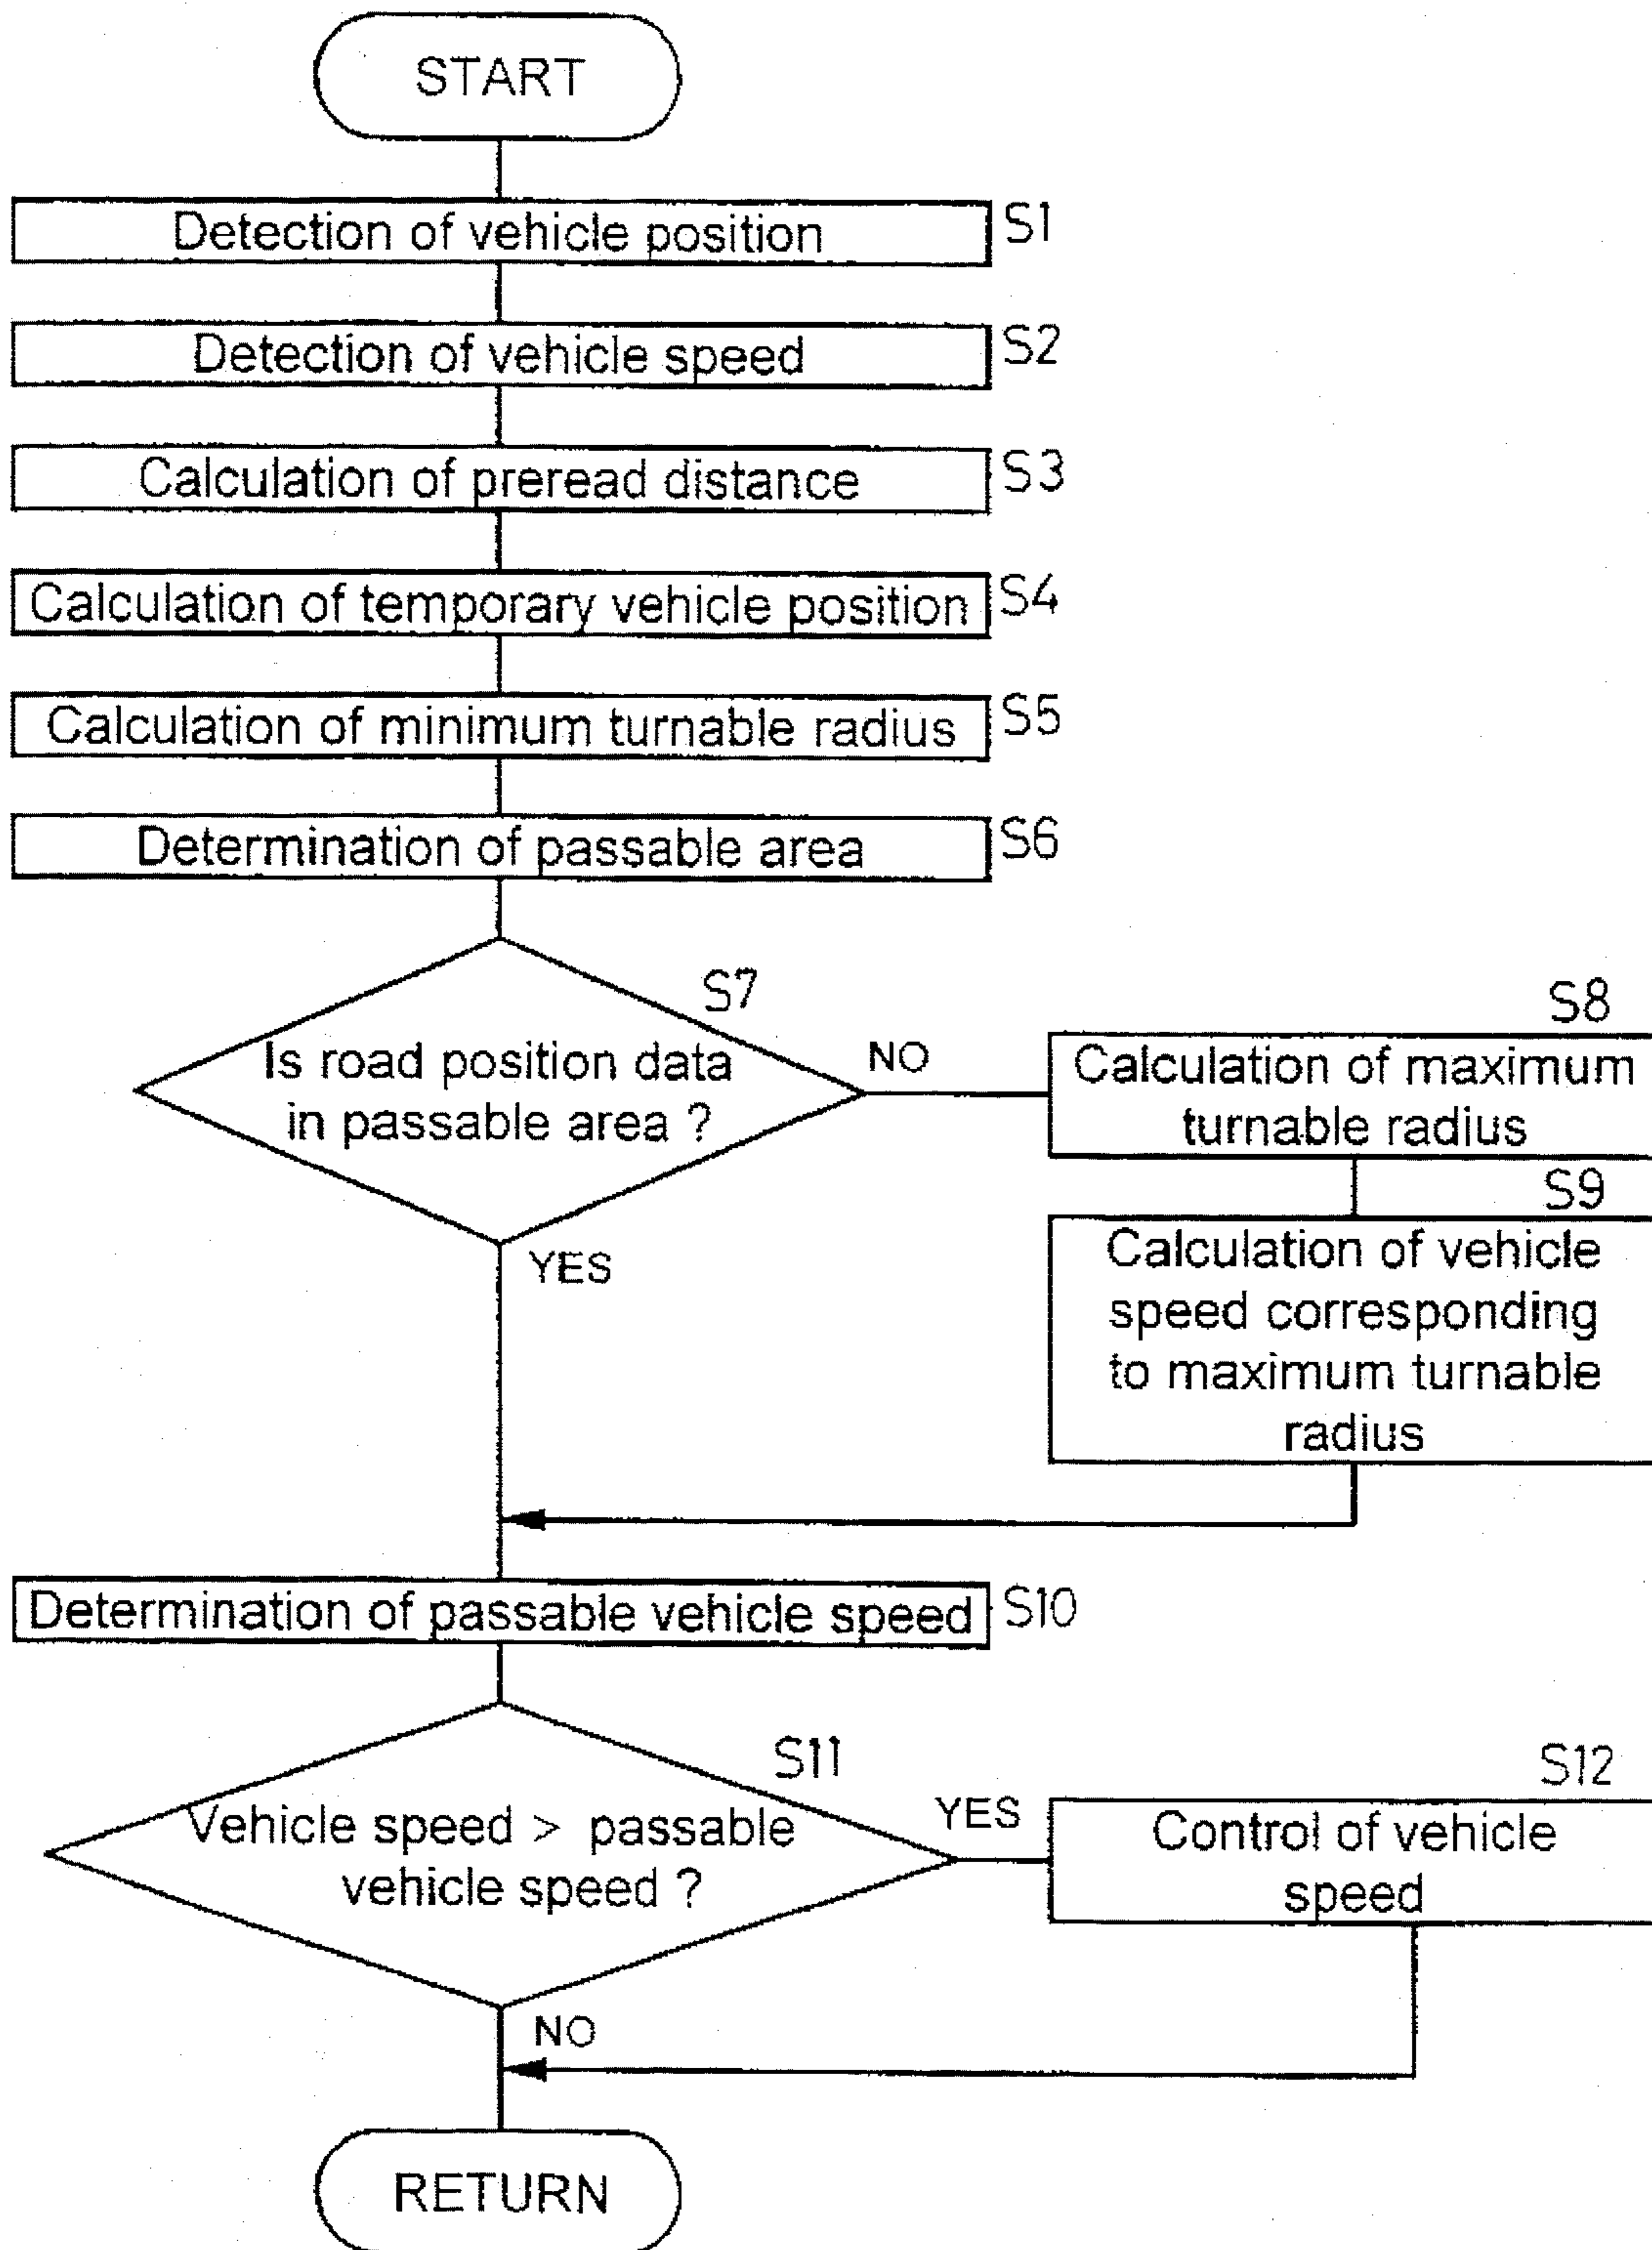 START
Detection of vehicle position
S1
Detection of vehicle speed
S2
Calculation of preread distance
S3
Calculation of temporary vehicle position
S4
Calculation of minimum turnable radius
S5
Determination of passable area
S6
S7
Is road position data
in passable area ?
NO
YES
S8
Calculation of maximum
turnable radius
S9
Calculation of vehicle
speed corresponding
to maximum turnable
radius
Determination of passable vehicle speed
S10
S11
Vehicle speed > passable
vehicle speed ?
YES
NO
S12
Control of vehicle
speed
RETURN